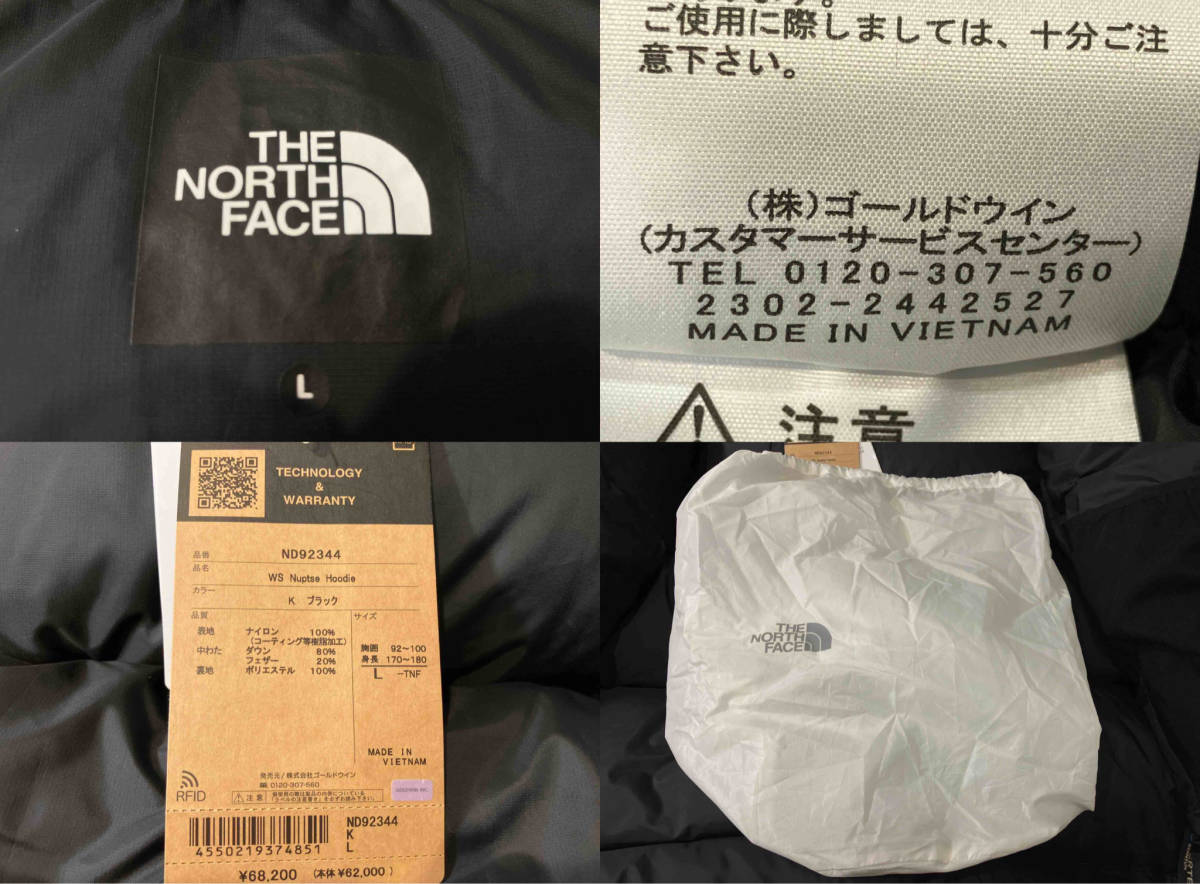 THE
NORTH
FACE
L
ご使用に際しましては、十分ご注
意下さい。
(株)ゴールドウイン
(カスタマーサービスセンター)
TEL 0120-307-560
2302-2442527
MADE IN VIETNAM
注意
TECHNOLOGY
&
WARRANTY
品番 ND92344
品名
WS Nuptse Hoodie
カラー
K ブラック
品質 サイズ
表地 ナイロン 100%
(コーティング等樹脂加工)
中わた ダウン 80%
フェザー 20%
裏地 ポリエステル 100%
胸囲 92~100
身長 170~180
L -TNF
MADE IN
VIETNAM
発売元/株式会社ゴールドウイン
0120-307-560
RFID
注意
ND92344
K
L
4550219374851
¥68,200 (本体 ¥62,000)
ND92344
THE
NORTH
FACE